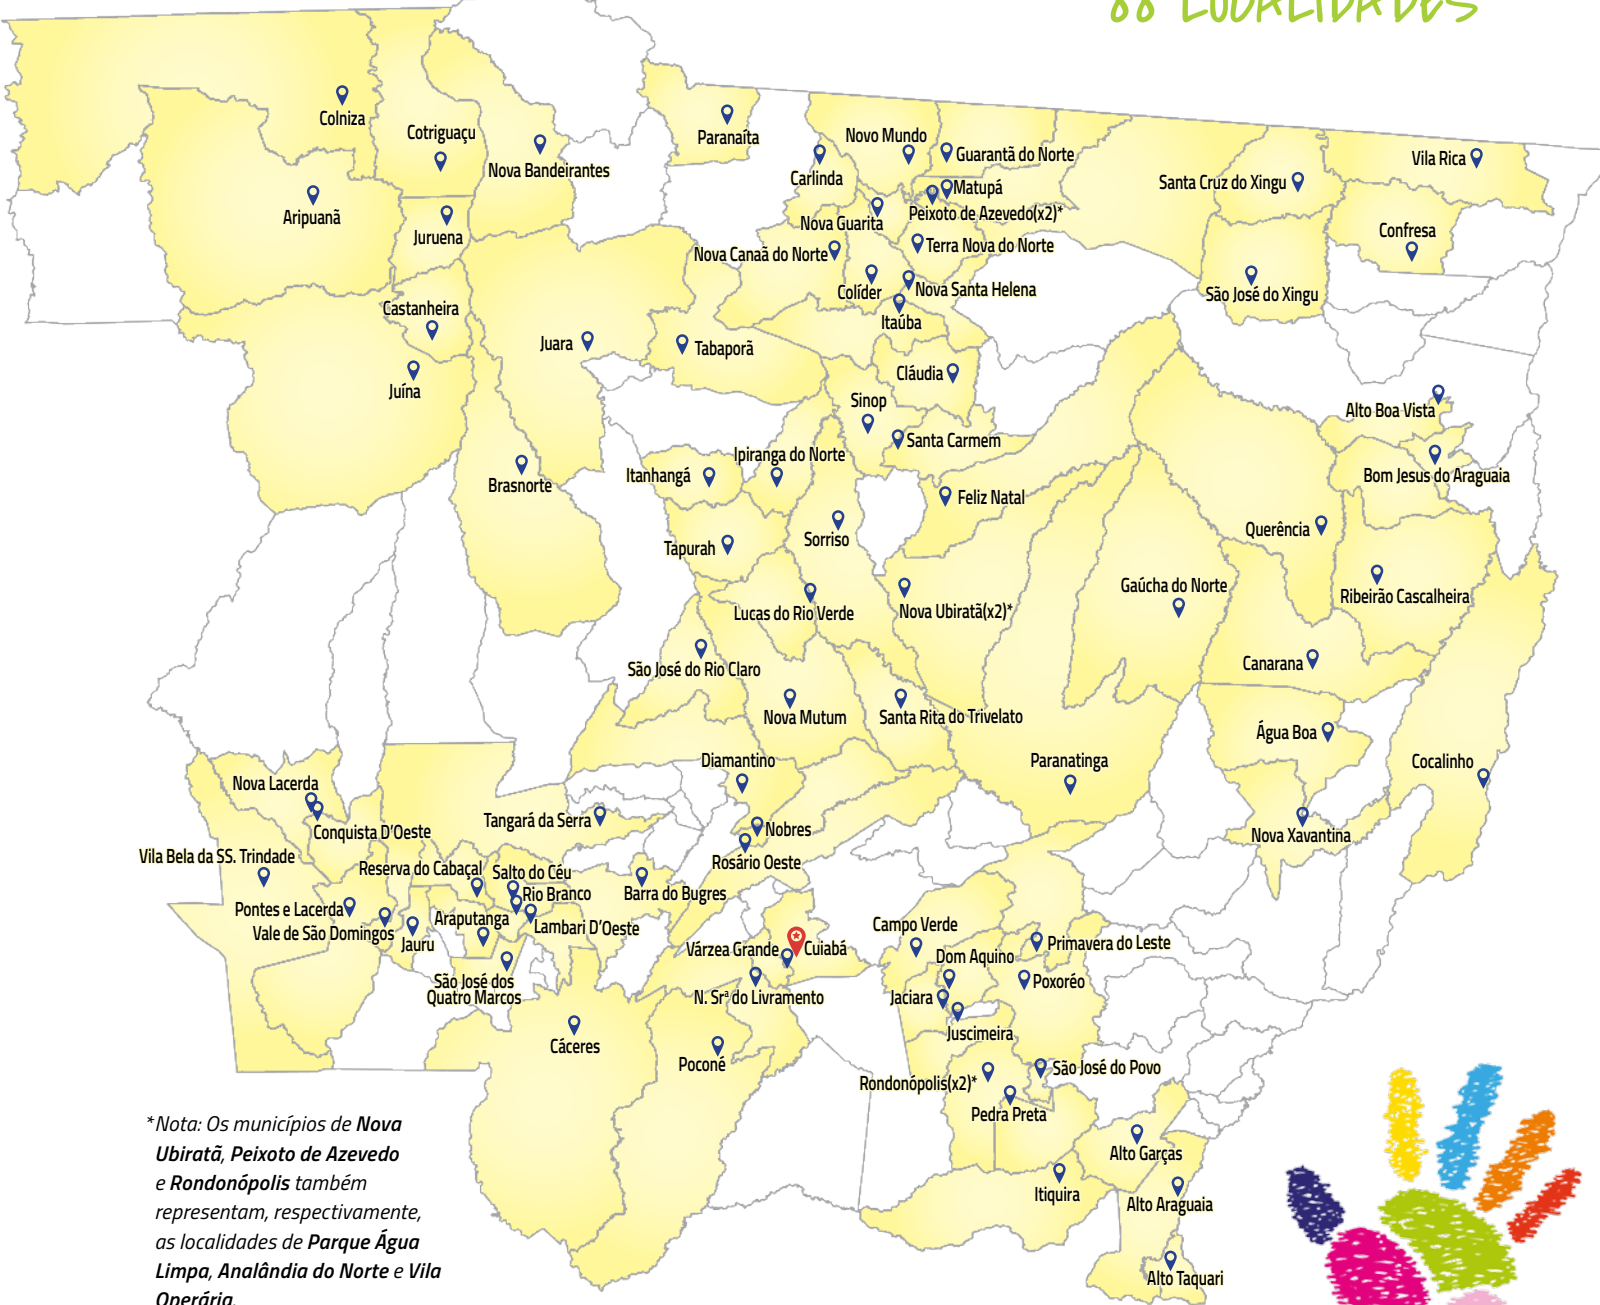 88 LOCALIDADES
Colniza
Cotriguaçu
Nova Bandeirantes
Paranaíta
Novo Mundo
Carlinda
Guarantã do Norte
Matupá
Peixoto de Azevedo(x2)*
Santa Cruz do Xingu
Vila Rica
Aripuanã
Juruena
Nova Guarita
Terra Nova do Norte
Nova Canaã do Norte
Confresa
Colíder
Nova Santa Helena
São José do Xingu
Castanheira
Itaúba
Juara
Tabaporã
Cláudia
Juína
Sinop
Alto Boa Vista
Santa Carmem
Ipiranga do Norte
Itanhangá
Bom Jesus do Araguaia
Brasnorte
Feliz Natal
Querência
Sorriso
Tapurah
Gaúcha do Norte
Ribeirão Cascalheira
Lucas do Rio Verde
Nova Ubiratã(x2)*
São José do Rio Claro
Canarana
Nova Mutum
Santa Rita do Trivelato
Água Boa
Diamantino
Paranatinga
Cocalinho
Nova Lacerda
Conquista D'Oeste
Tangará da Serra
Nobres
Nova Xavantina
Vila Bela da SS. Trindade
Rosário Oeste
Reserva do Cabaçal
Salto do Céu
Rio Branco
Barra do Bugres
Pontes e Lacerda
Araputanga
Lambari D'Oeste
Campo Verde
Vale de São Domingos
Jauru
Várzea Grande
Cuiabá
Primavera do Leste
Dom Aquino
São José dos
Quatro Marcos
N. Srª do Livramento
Jaciara
Poxoréo
Juscimeira
Cáceres
Poconé
São José do Povo
Rondonópolis(x2)*
Pedra Preta
Alto Garças
Itiquira
Alto Araguaia
Alto Taquari
*Nota: Os municípios de Nova
Ubiratã, Peixoto de Azevedo
e Rondonópolis também
representam, respectivamente,
as localidades de Parque Água
Limpa, Analândia do Norte e Vila
Operária.